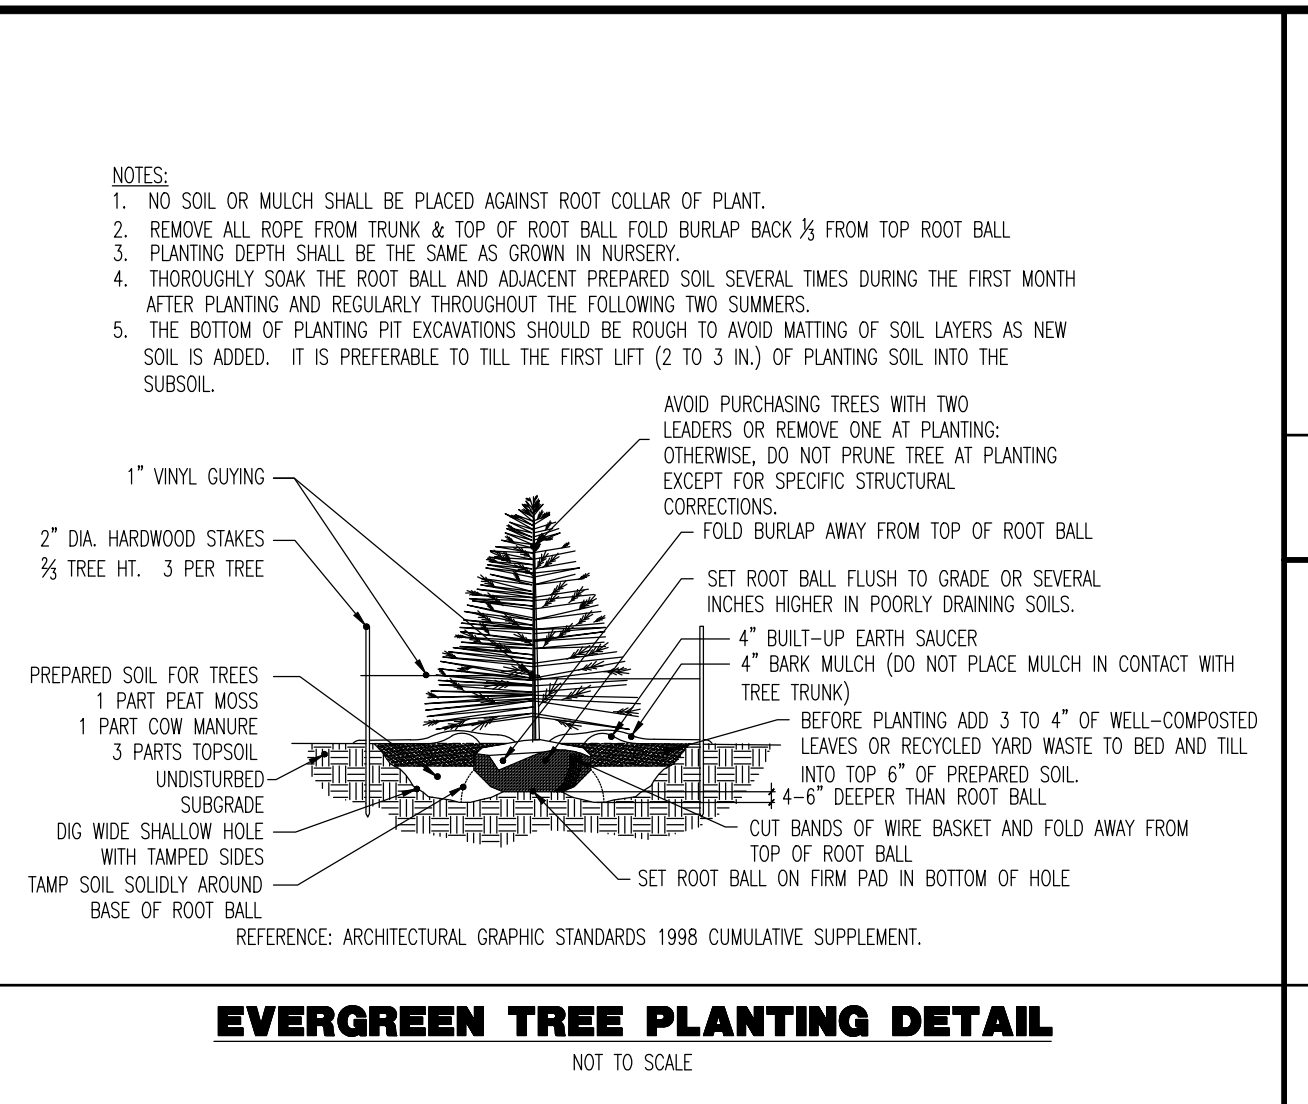 NOTES:
1. NO SOIL OR MULCH SHALL BE PLACED AGAINST ROOT COLLAR OF PLANT.
2. REMOVE ALL ROPE FROM TRUNK & TOP OF ROOT BALL FOLD BURLAP BACK ⅓ FROM TOP ROOT BALL
3. PLANTING DEPTH SHALL BE THE SAME AS GROWN IN NURSERY.
4. THOROUGHLY SOAK THE ROOT BALL AND ADJACENT PREPARED SOIL SEVERAL TIMES DURING THE FIRST MONTH
AFTER PLANTING AND REGULARLY THROUGHOUT THE FOLLOWING TWO SUMMERS.
5. THE BOTTOM OF PLANTING PIT EXCAVATIONS SHOULD BE ROUGH TO AVOID MATTING OF SOIL LAYERS AS NEW
SOIL IS ADDED. IT IS PREFERABLE TO TILL THE FIRST LIFT (2 TO 3 IN.) OF PLANTING SOIL INTO THE
SUBSOIL.
1" VINYL GUYING
2" DIA. HARDWOOD STAKES
⅔ TREE HT. 3 PER TREE
PREPARED SOIL FOR TREES
1 PART PEAT MOSS
1 PART COW MANURE
3 PARTS TOPSOIL
UNDISTURBED
SUBGRADE
DIG WIDE SHALLOW HOLE
WITH TAMPED SIDES
TAMP SOIL SOLIDLY AROUND
BASE OF ROOT BALL
AVOID PURCHASING TREES WITH TWO
LEADERS OR REMOVE ONE AT PLANTING:
OTHERWISE, DO NOT PRUNE TREE AT PLANTING
EXCEPT FOR SPECIFIC STRUCTURAL
CORRECTIONS.
FOLD BURLAP AWAY FROM TOP OF ROOT BALL
SET ROOT BALL FLUSH TO GRADE OR SEVERAL
INCHES HIGHER IN POORLY DRAINING SOILS.
4" BUILT-UP EARTH SAUCER
4" BARK MULCH (DO NOT PLACE MULCH IN CONTACT WITH
TREE TRUNK)
BEFORE PLANTING ADD 3 TO 4" OF WELL-COMPOSTED
LEAVES OR RECYCLED YARD WASTE TO BED AND TILL
INTO TOP 6" OF PREPARED SOIL.
4-6" DEEPER THAN ROOT BALL
CUT BANDS OF WIRE BASKET AND FOLD AWAY FROM
TOP OF ROOT BALL
SET ROOT BALL ON FIRM PAD IN BOTTOM OF HOLE
REFERENCE: ARCHITECTURAL GRAPHIC STANDARDS 1998 CUMULATIVE SUPPLEMENT.
EVERGREEN TREE PLANTING DETAIL
NOT TO SCALE